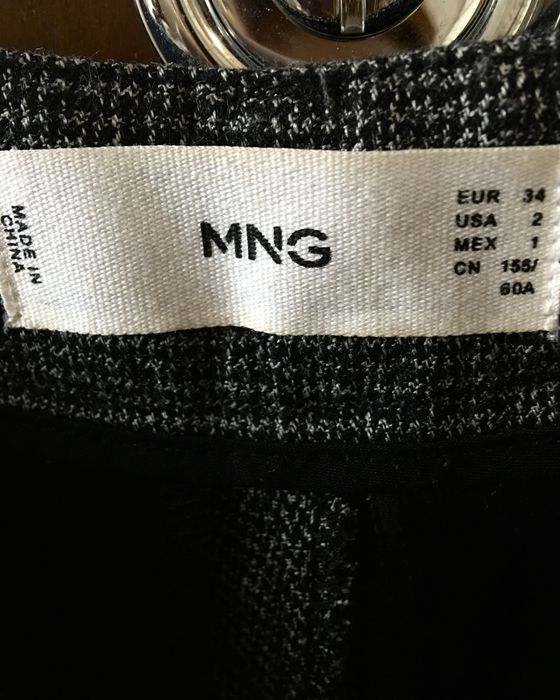 MADE IN
CHINA
MNG
EUR 34
USA 2
MEX 1
CN 155/
60A